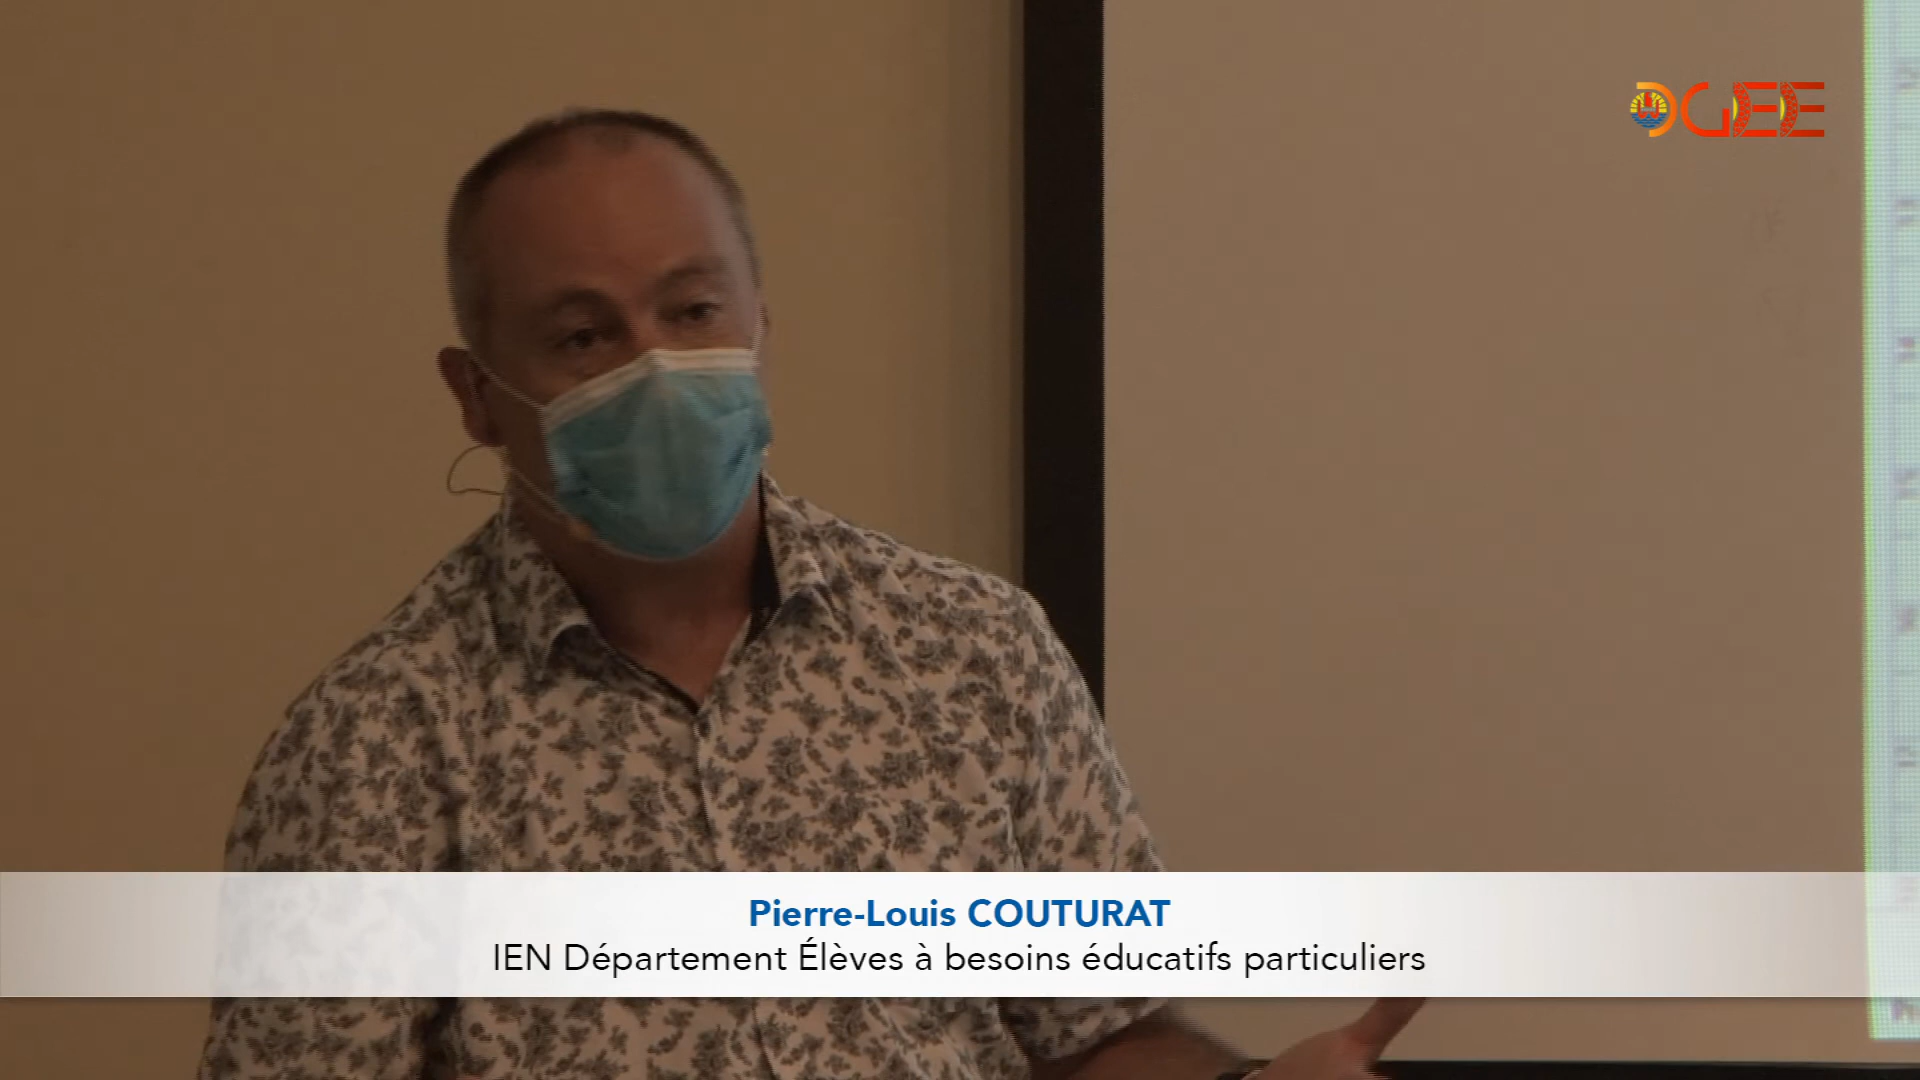 DGEE
Pierre-Louis COUTURAT
IEN Département Élèves à besoins éducatifs particuliers